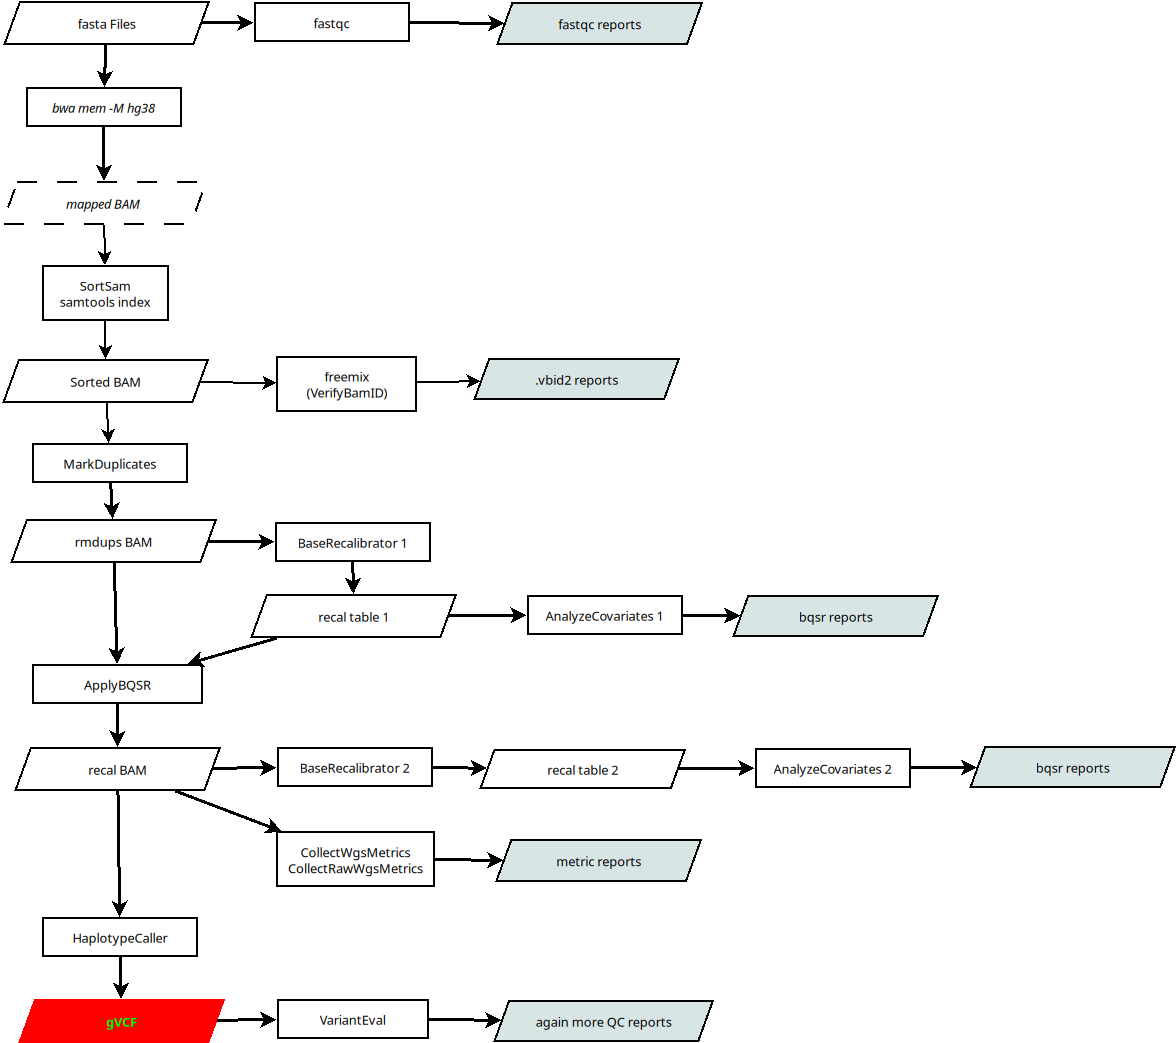 fasta Files
fastqc
fastqc reports
bwa mem -M hg38
mapped BAM
SortSam
samtools index
Sorted BAM
freemix
(VerifyBamID)
.vbid2 reports
MarkDuplicates
rmdups BAM
BaseRecalibrator 1
recal table 1
AnalyzeCovariates 1
bqsr reports
ApplyBQSR
recal BAM
BaseRecalibrator 2
recal table 2
AnalyzeCovariates 2
bqsr reports
CollectWgsMetrics
CollectRawWgsMetrics
metric reports
HaplotypeCaller
gVCF
VariantEval
again more QC reports